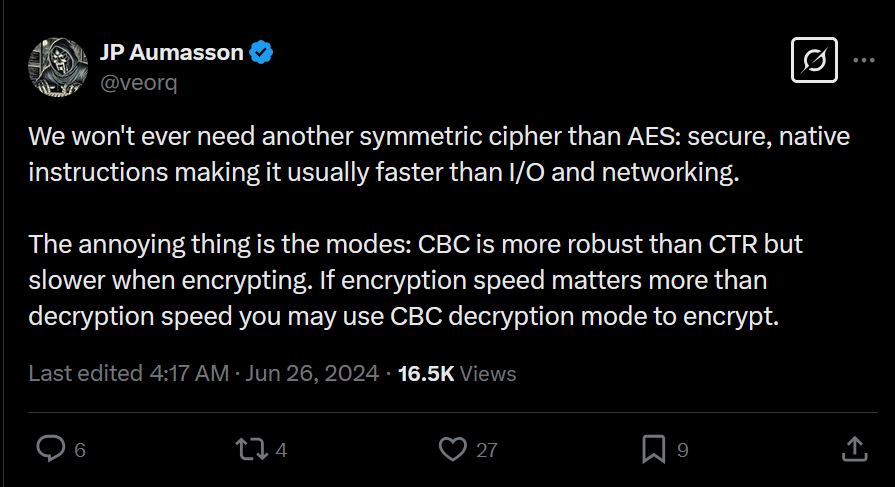 JP Aumasson
@veorq
We won't ever need another symmetric cipher than AES: secure, native
instructions making it usually faster than I/O and networking.
The annoying thing is the modes: CBC is more robust than CTR but
slower when encrypting. If encryption speed matters more than
decryption speed you may use CBC decryption mode to encrypt.
Last edited 4:17 AM · Jun 26, 2024 · 16.5K Views
6 4 27 9